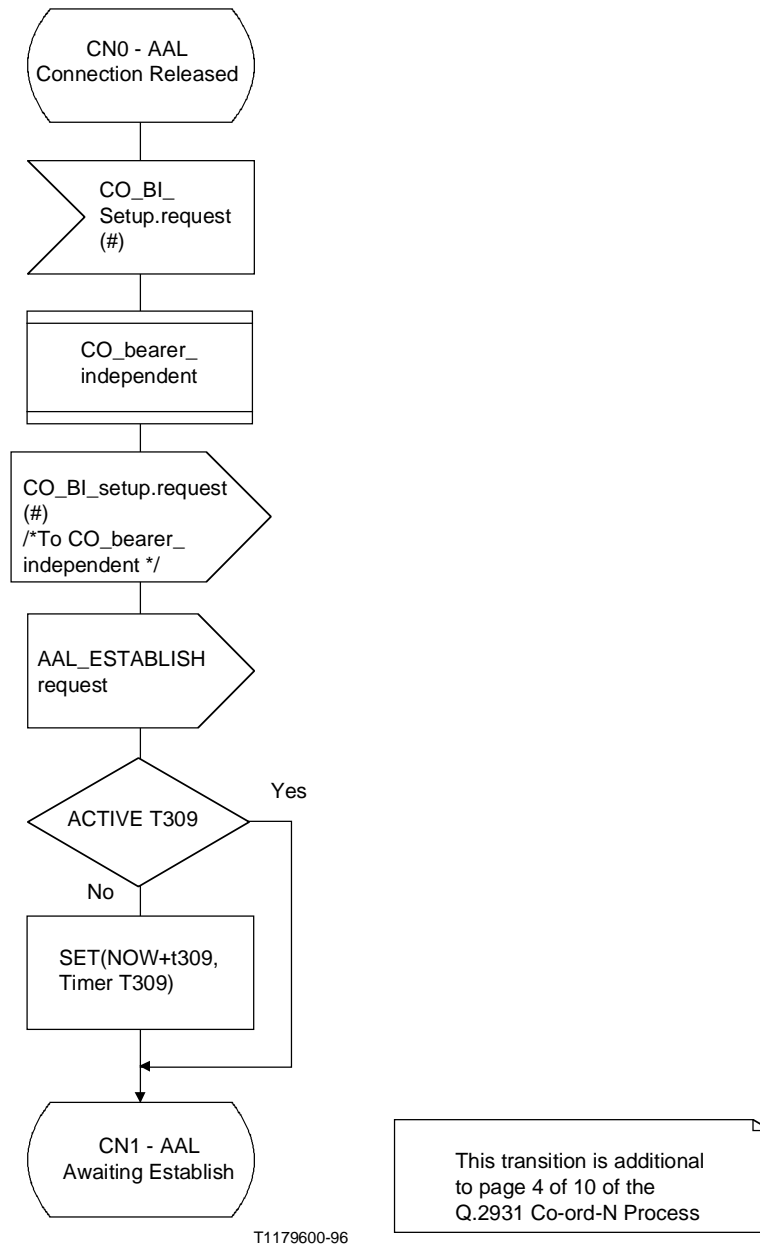 CN0 - AAL
Connection Released
CO_BI_
Setup.request
(#)
CO_bearer_
independent
CO_BI_setup.request
(#)
/*To CO_bearer_
independent */
AAL_ESTABLISH
request
ACTIVE T309
Yes
No
SET(NOW+t309,
Timer T309)
CN1 - AAL
Awaiting Establish
This transition is additional
to page 4 of 10 of the
Q.2931 Co-ord-N Process
T1179600-96